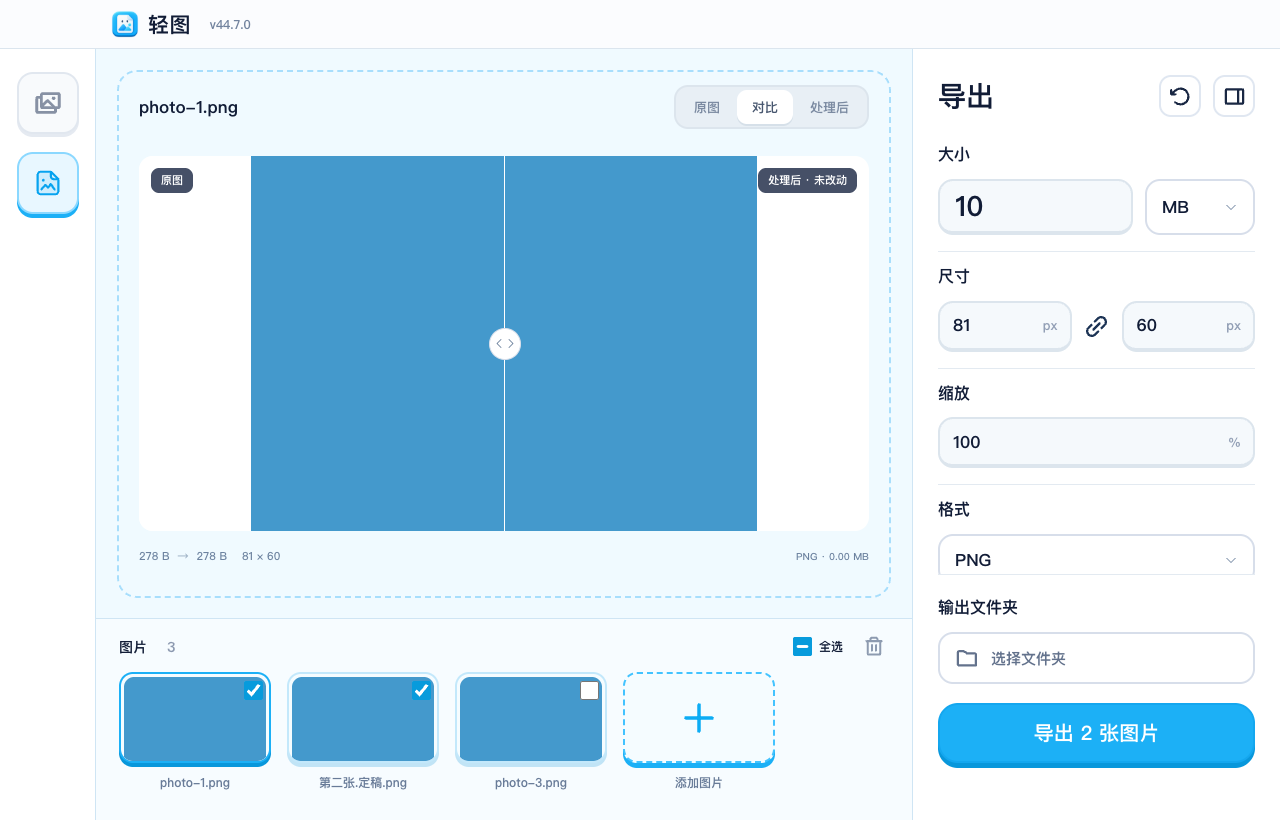 轻图 v44.7.0
photo-1.png
原图 对比 处理后
原图
处理后 · 未改动
278 B → 278 B 81 × 60
PNG · 0.00 MB
图片 3
全选
photo-1.png
第二张.定稿.png
photo-3.png
添加图片
导出
大小
10 MB
尺寸
81 px
60 px
缩放
100 %
格式
PNG
输出文件夹
选择文件夹
导出 2 张图片